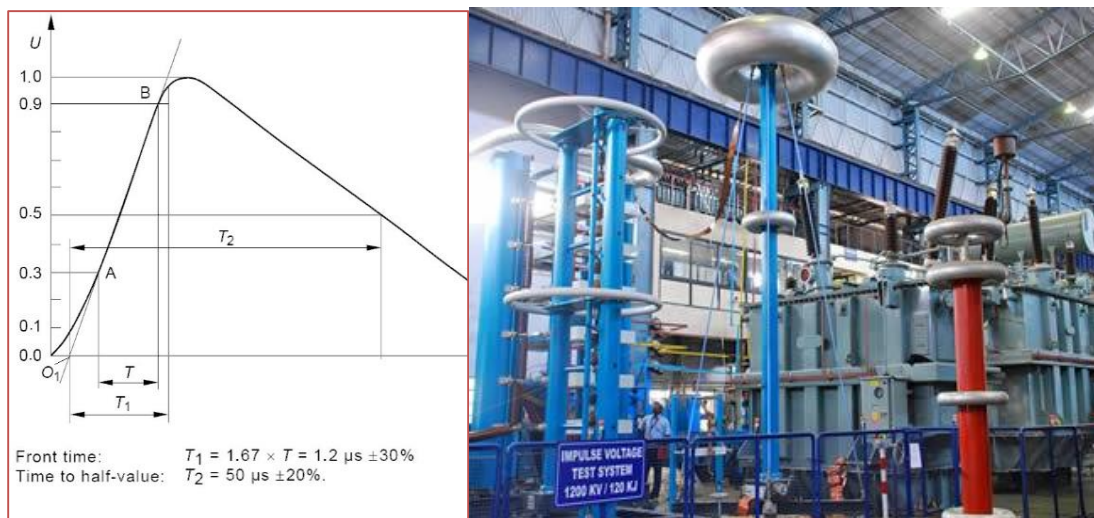 U
1.0
B
0.9
0.5
T2
0.3
A
0.1
0.0
O1
T
T1
Front time: T1 = 1.67 × T = 1.2 µs ±30%
Time to half-value: T2 = 50 µs ±20%.
IMPULSE VOLTAGE
TEST SYSTEM
1200 KV / 120 KJ